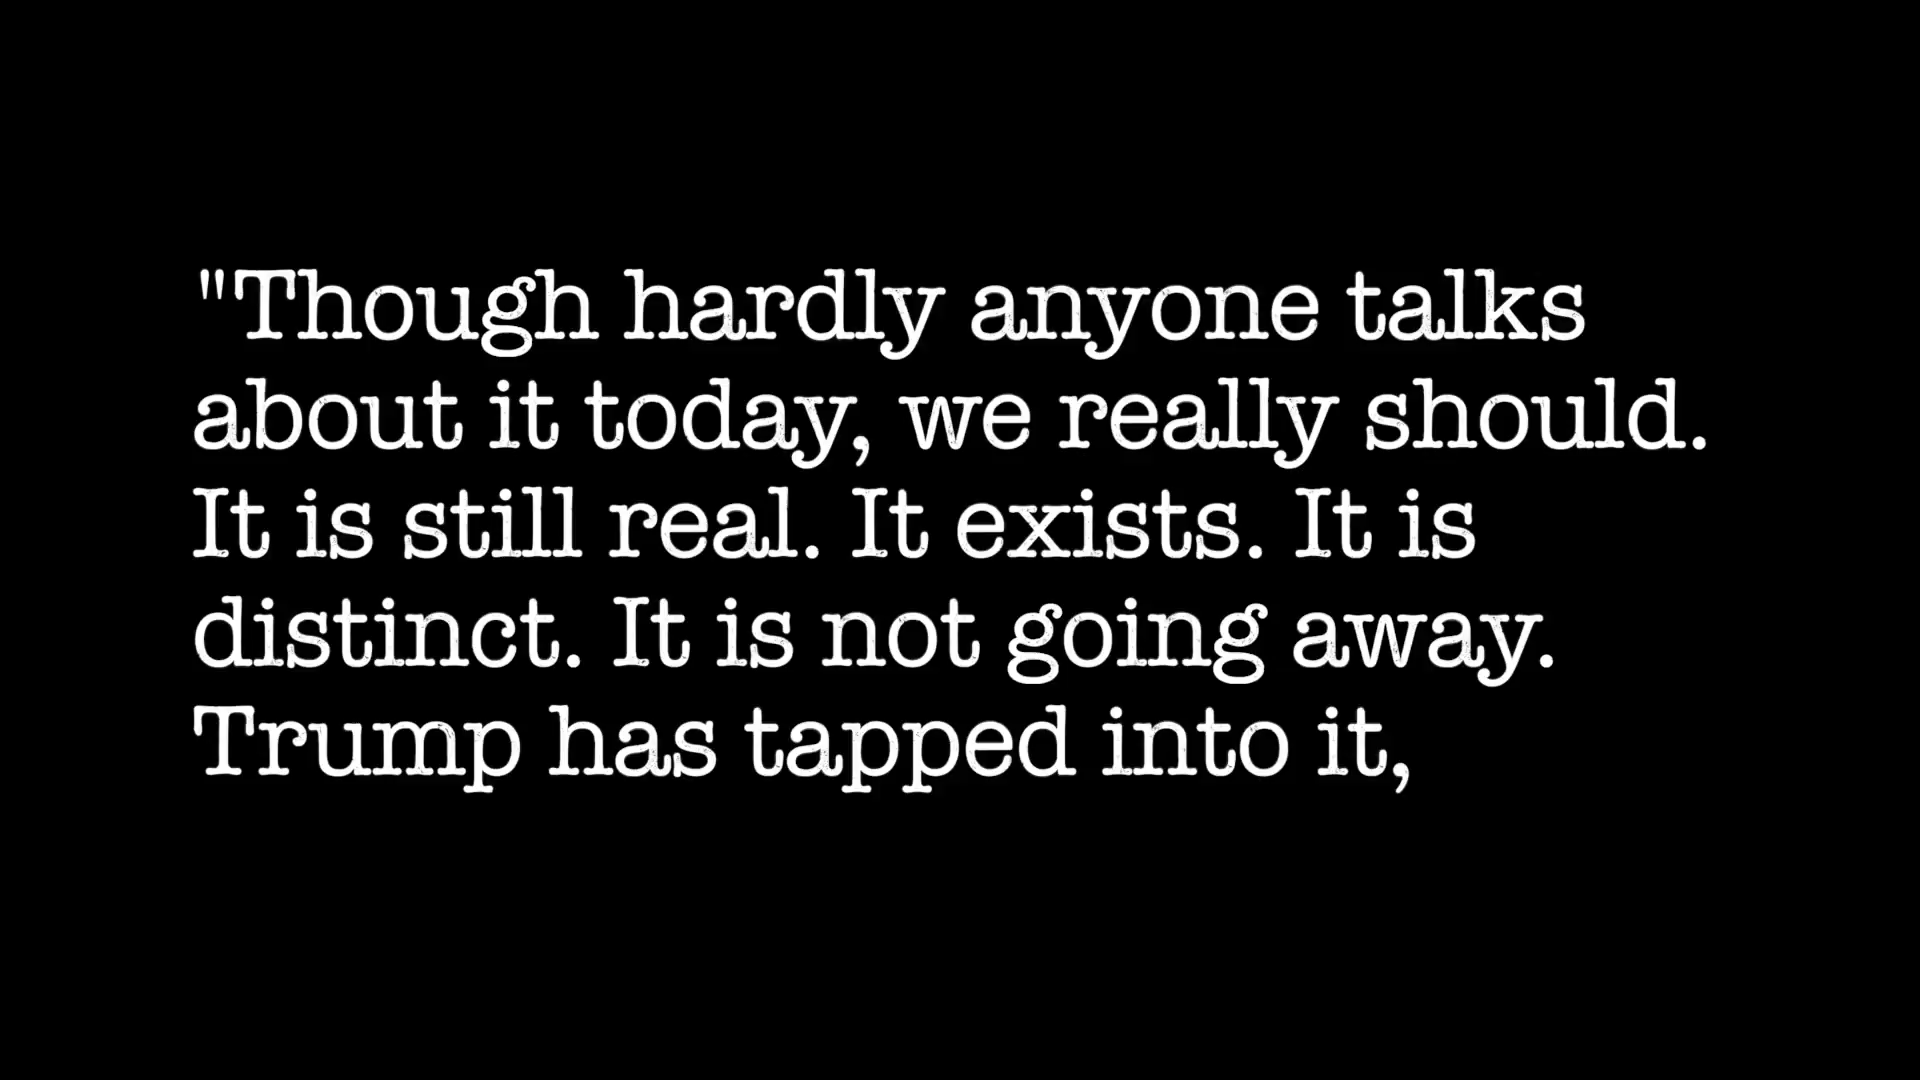 "Though hardly anyone talks
about it today, we really should.
It is still real. It exists. It is
distinct. It is not going away.
Trump has tapped into it,